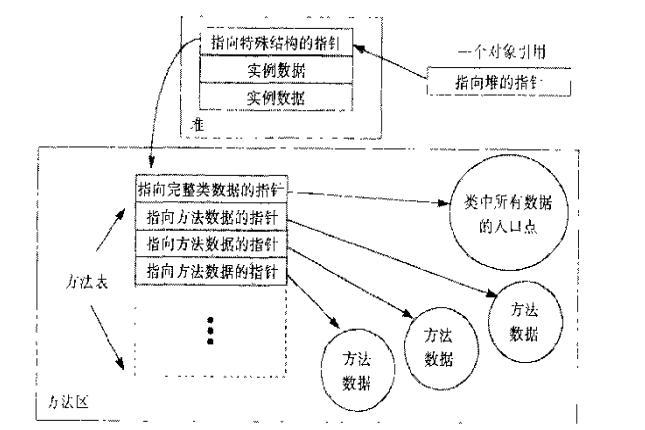 指向特殊结构的指针
实例数据
实例数据
堆
一个对象引用
指向堆的指针
指向完整类数据的指针
指向方法数据的指针
指向方法数据的指针
指向方法数据的指针
方法表
类中所有数据
的入口点
方法
数据
方法
数据
方法
数据
方法区